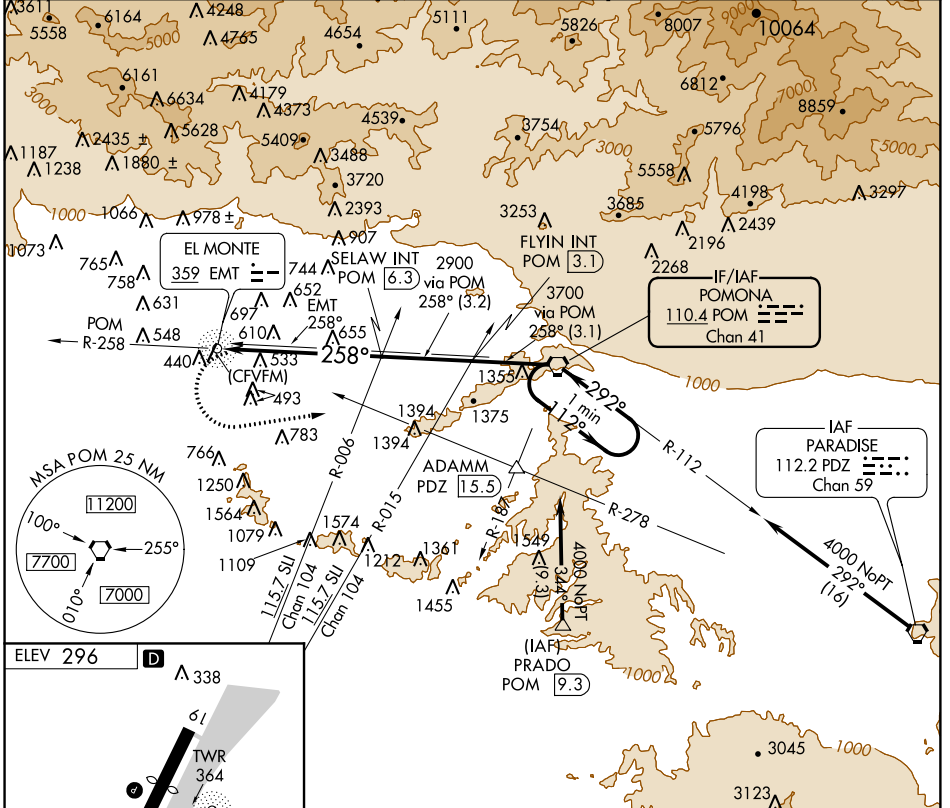 3611
5558
6164
4248
4765
5000
4654
5111
5826
8007
9000
10064
6161
6634
4179
4373
3000
4539
6812
7000
8859
2435 ±
5628
5409
3754
5796
1187
1238
1880 ±
3488
3720
3000
5558
5000
4198
3297
1000
1066
978 ±
2393
3253
3685
2439
2196
1073
907
2268
765
758
631
548
EL MONTE
359 EMT
744
652
697
610
655
SELAW INT
POM 6.3
2900
via POM
258° (3.2)
FLYIN INT
POM 3.1
3700
via POM
258° (3.1)
IF/IAF
POMONA
110.4 POM
Chan 41
POM
R-258
EMT
258°
258°
440
533
(CFVFM)
493
783
1355
1375
1394
1394
292°
1 min
112°
1000
R-112
IAF
PARADISE
112.2 PDZ
Chan 59
766
1250
1564
1079
1109
1574
1212
1361
1455
1549
R-006
R-015
R-187
R-278
ADAMM
PDZ 15.5
115.7 SLI
Chan 104
115.7 SLI
Chan 104
4000 NoPT
344°
(9.3)
4000 NoPT
292°
(16)
(IAF)
PRADO
POM 9.3
1000
MSA POM 25 NM
11200
100°
255°
7700
7000
010°
ELEV 296
D
338
19
TWR
364
P
3045
1000
3123